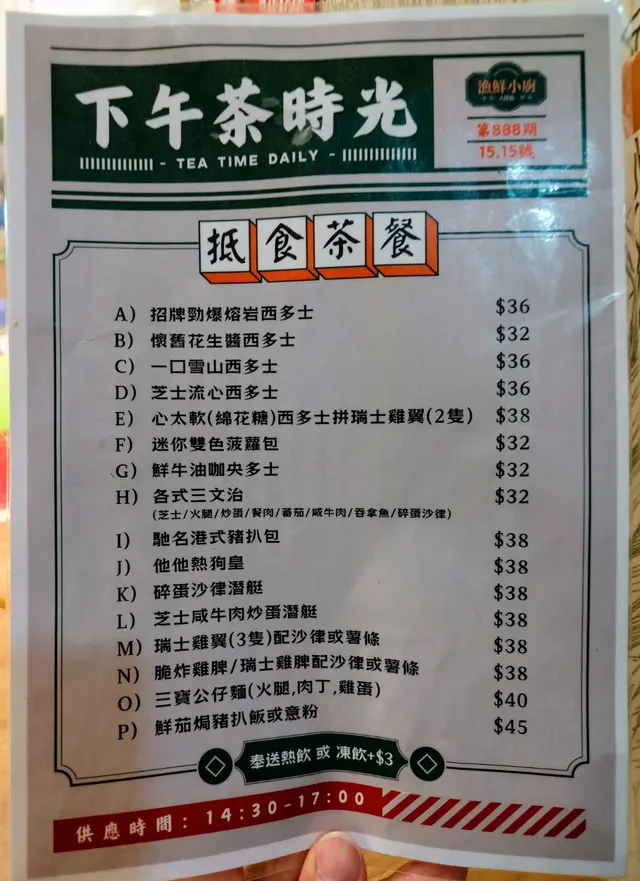 下午茶時光
- TEA TIME DAILY -
漁鮮小廚
第888期
15.15號
抵食茶餐
A) 招牌勁爆熔岩西多士 $36
B) 懷舊花生醬西多士 $32
C) 一口雪山西多士 $36
D) 芝士流心西多士 $36
E) 心太軟(綿花糖)西多士拼瑞士雞翼(2隻) $38
F) 迷你雙色菠蘿包 $32
G) 鮮牛油咖央多士 $32
H) 各式三文治 $32
(芝士/火腿/炒蛋/餐肉/蕃茄/咸牛肉/吞拿魚/碎蛋沙律)
I) 馳名港式豬扒包 $38
J) 他他熱狗皇 $38
K) 碎蛋沙律潛艇 $38
L) 芝士咸牛肉炒蛋潛艇 $38
M) 瑞士雞翼(3隻)配沙律或薯條 $38
N) 脆炸雞脾/瑞士雞脾配沙律或薯條 $38
O) 三寶公仔麵(火腿,肉丁,雞蛋) $40
P) 鮮茄焗豬扒飯或意粉 $45
奉送熱飲 或 凍飲+$3
供應時間: 14:30-17:00